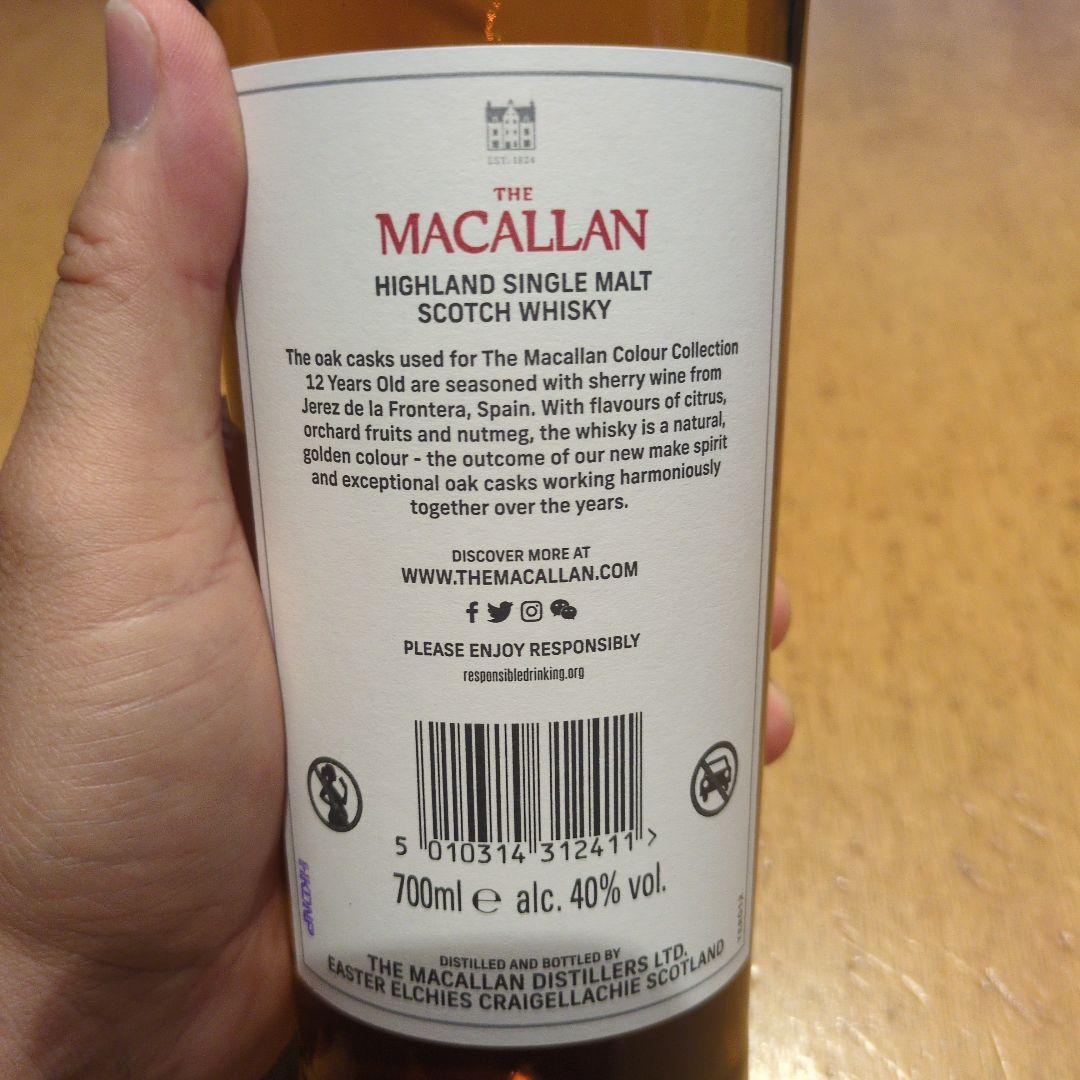 EST. 1824
THE
MACALLAN
HIGHLAND SINGLE MALT
SCOTCH WHISKY
The oak casks used for The Macallan Colour Collection
12 Years Old are seasoned with sherry wine from
Jerez de la Frontera, Spain. With flavours of citrus,
orchard fruits and nutmeg, the whisky is a natural,
golden colour - the outcome of our new make spirit
and exceptional oak casks working harmoniously
together over the years.
DISCOVER MORE AT
WWW.THEMACALLAN.COM
PLEASE ENJOY RESPONSIBLY
responsibledrinking.org
5 010314 312411 >
700ml e alc. 40% vol.
HKDNP
DISTILLED AND BOTTLED BY
THE MACALLAN DISTILLERS LTD.
EASTER ELCHIES CRAIGELLACHIE SCOTLAND